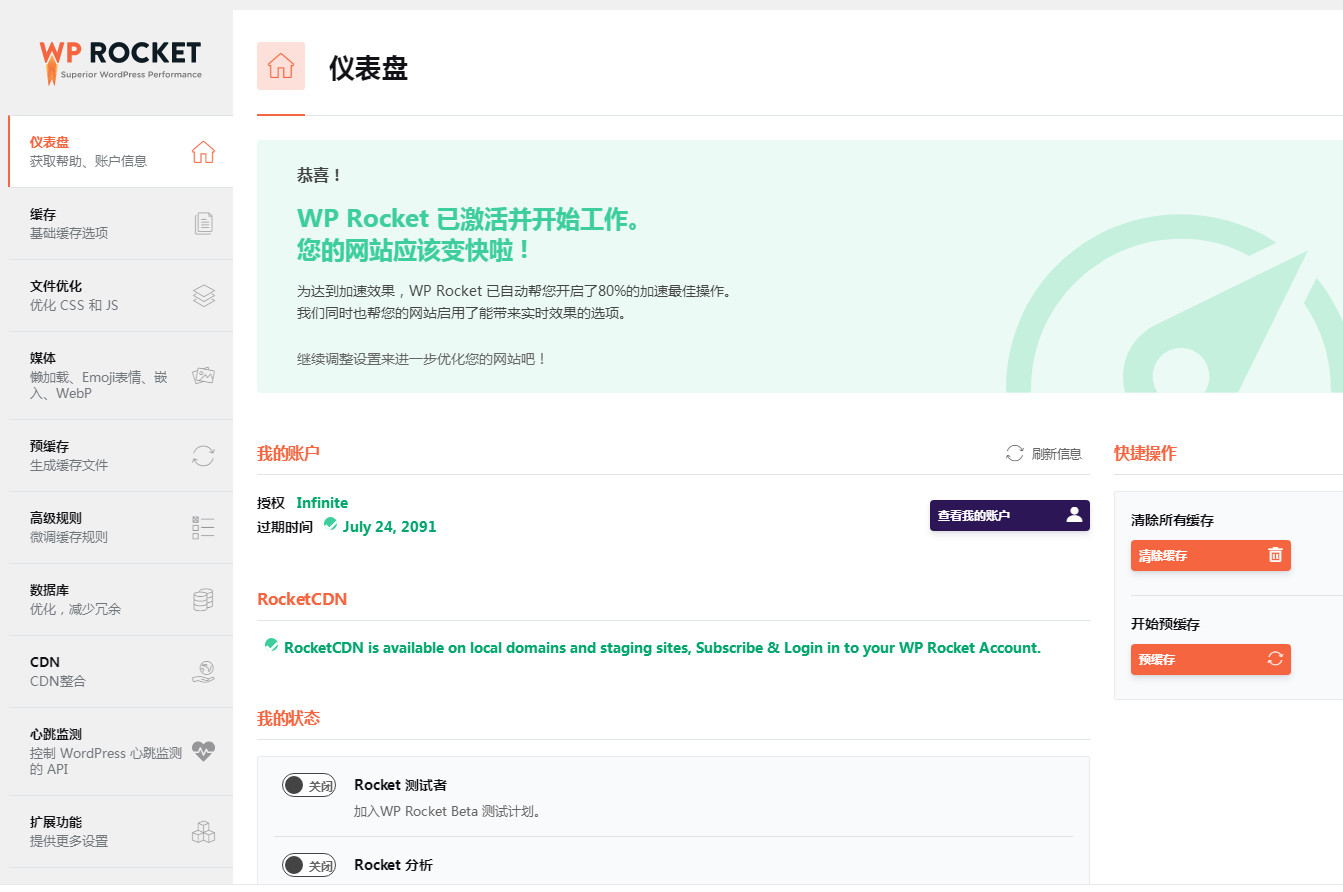 WP ROCKET
Superior WordPress Performance
仪表盘
获取帮助、账户信息
缓存
基础缓存选项
文件优化
优化 CSS 和 JS
媒体
懒加载、Emoji表情、嵌
入、WebP
预缓存
生成缓存文件
高级规则
微调缓存规则
数据库
优化，减少冗余
CDN
CDN整合
心跳监测
控制 WordPress 心跳监测
的 API
扩展功能
提供更多设置
仪表盘
恭喜！
WP Rocket 已激活并开始工作。
您的网站应该变快啦！
为达到加速效果，WP Rocket 已自动帮您开启了80%的加速最佳操作。
我们同时也帮您的网站启用了能带来实时效果的选项。
继续调整设置来进一步优化您的网站吧！
我的账户
刷新信息
授权 Infinite
过期时间 July 24, 2091
查看我的账户
RocketCDN
RocketCDN is available on local domains and staging sites, Subscribe & Login in to your WP Rocket Account.
我的状态
关闭
Rocket 测试者
加入WP Rocket Beta 测试计划。
关闭
Rocket 分析
快捷操作
清除所有缓存
清除缓存
开始预缓存
预缓存